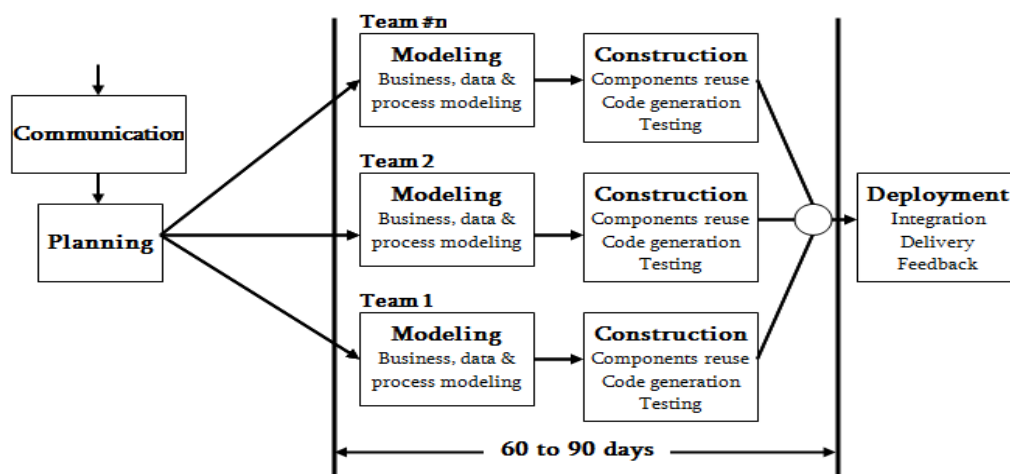 Communication
Planning
Team #n
Modeling
Business, data &
process modeling
Construction
Components reuse
Code generation
Testing
Team 2
Modeling
Business, data &
process modeling
Construction
Components reuse
Code generation
Testing
Team 1
Modeling
Business, data &
process modeling
Construction
Components reuse
Code generation
Testing
Deployment
Integration
Delivery
Feedback
60 to 90 days